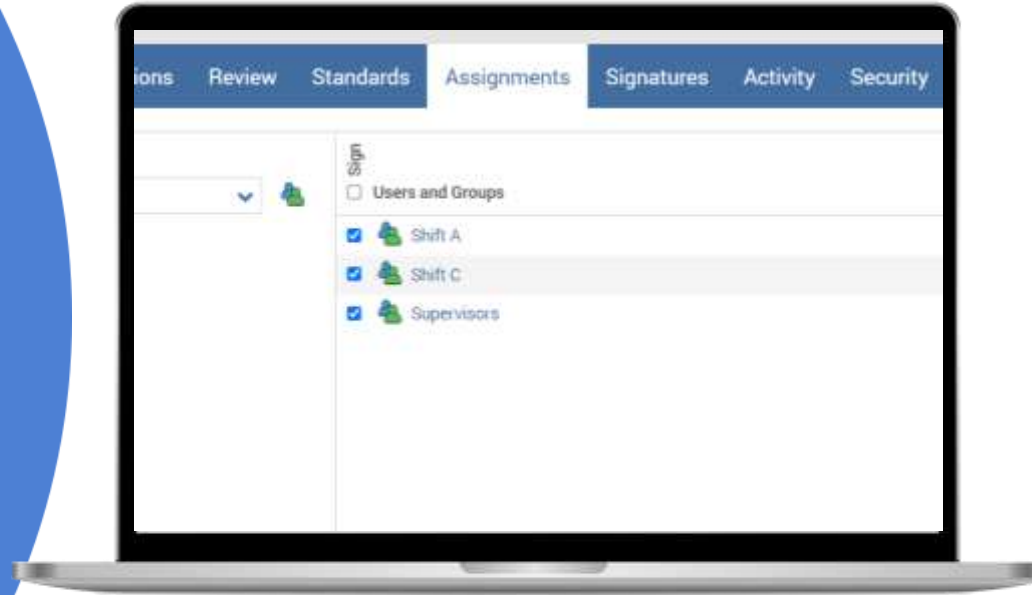 ions Review Standards Assignments Signatures Activity Security
Sign
Users and Groups
Shift A
Shift C
Supervisors